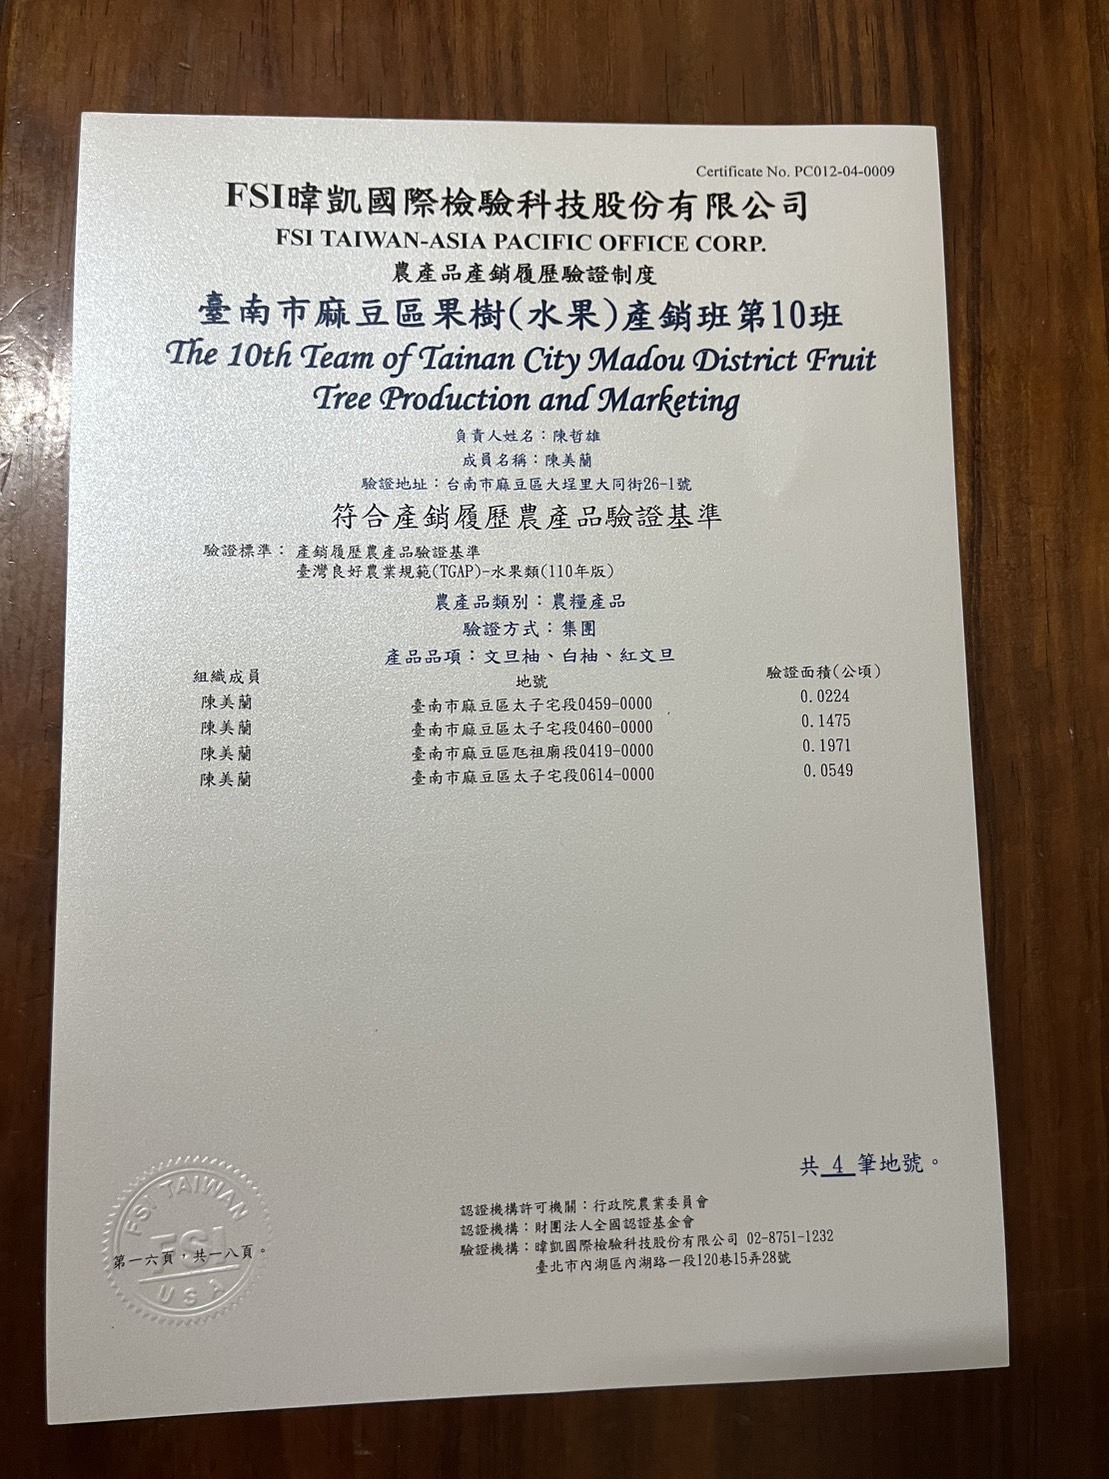 Certificate No. PC012-04-0009
FSI暐凱國際檢驗科技股份有限公司
FSI TAIWAN-ASIA PACIFIC OFFICE CORP.
農產品產銷履歷驗證制度
臺南市麻豆區果樹(水果)產銷班第10班
The 10th Team of Tainan City Madou District Fruit
Tree Production and Marketing
負責人姓名：陳哲雄
成員名稱：陳美蘭
驗證地址：台南市麻豆區大埕里大同街26-1號
符合產銷履歷農產品驗證基準
驗證標準： 產銷履歷農產品驗證基準
臺灣良好農業規範(TGAP)-水果類(110年版)
農產品類別：農糧產品
驗證方式：集團
產品品項：文旦柚、白柚、紅文旦
組織成員 地號 驗證面積(公頃)
陳美蘭 臺南市麻豆區太子宅段0459-0000 0.0224
陳美蘭 臺南市麻豆區太子宅段0460-0000 0.1475
陳美蘭 臺南市麻豆區尪祖廟段0419-0000 0.1971
陳美蘭 臺南市麻豆區太子宅段0614-0000 0.0549
共 4 筆地號。
認證機構許可機關：行政院農業委員會
認證機構：財團法人全國認證基金會
驗證機構：暐凱國際檢驗科技股份有限公司 02-8751-1232
臺北市內湖區內湖路一段120巷15弄28號
FSI TAIWAN
FSI
第一六頁，共一八頁。
USA